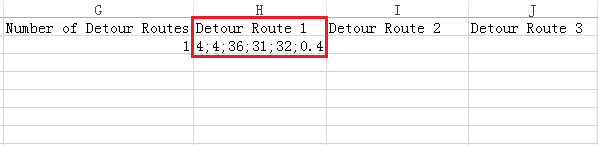 G H I J
Number of Detour Routes Detour Route 1 Detour Route 2 Detour Route 3
1 4;4;36;31;32;0.4